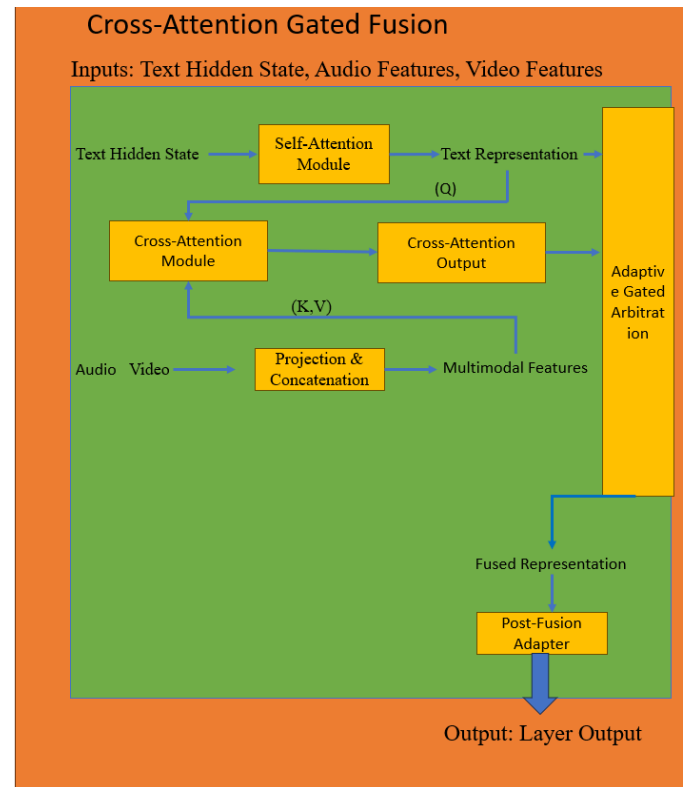 Cross-Attention Gated Fusion
Inputs: Text Hidden State, Audio Features, Video Features
Text Hidden State
Self-Attention
Module
Text Representation
(Q)
Cross-Attention
Module
Cross-Attention
Output
Adaptiv
e Gated
Arbitrat
ion
(K,V)
Audio Video
Projection &
Concatenation
Multimodal Features
Fused Representation
Post-Fusion
Adapter
Output: Layer Output